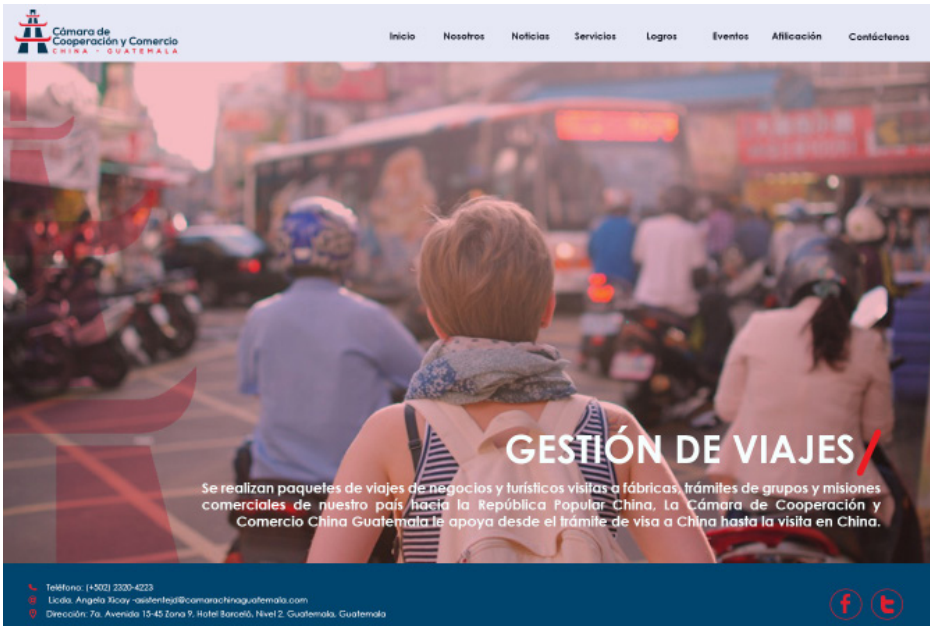 Cámara de
Cooperación y Comercio
CHINA - GUATEMALA
Inicio Nosotros Noticias Servicios Logros Eventos Afilicación Contáctenos
GESTIÓN DE VIAJES/
Se realizan paquetes de viajes de negocios y turísticos visitas a fábricas, trámites de grupos y misiones
comerciales de nuestro país hacia la República Popular China, La Cámara de Cooperación y
Comercio China Guatemala le apoya desde el trámite de visa a China hasta la visita en China.
Teléfono: (+502) 2320-4223
Licda. Angela Xicay -asistentejd@camarachinaguatemala.com
Dirección: 7a. Avenida 15-45 Zona 9, Hotel Barceló, Nivel 2. Guatemala, Guatemala